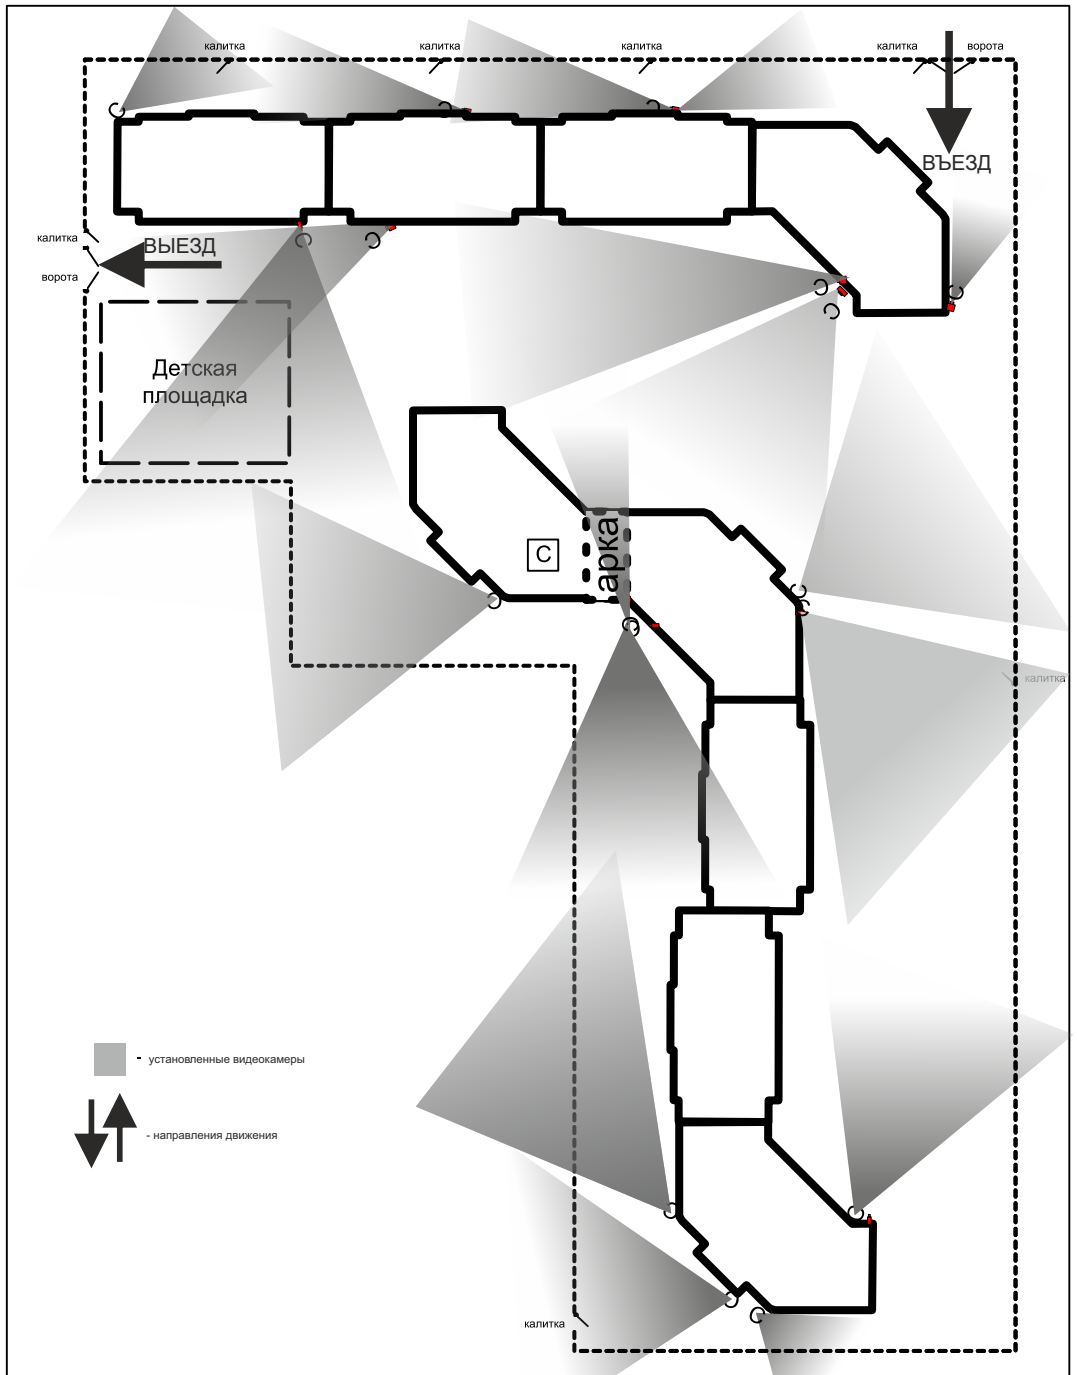 калитка
калитка
калитка
калитка
ворота
ВЪЕЗД
калитка
ВЫЕЗД
ворота
Детская
площадка
арка
С
калитка
- установленные видеокамеры
- направления движения
калитка